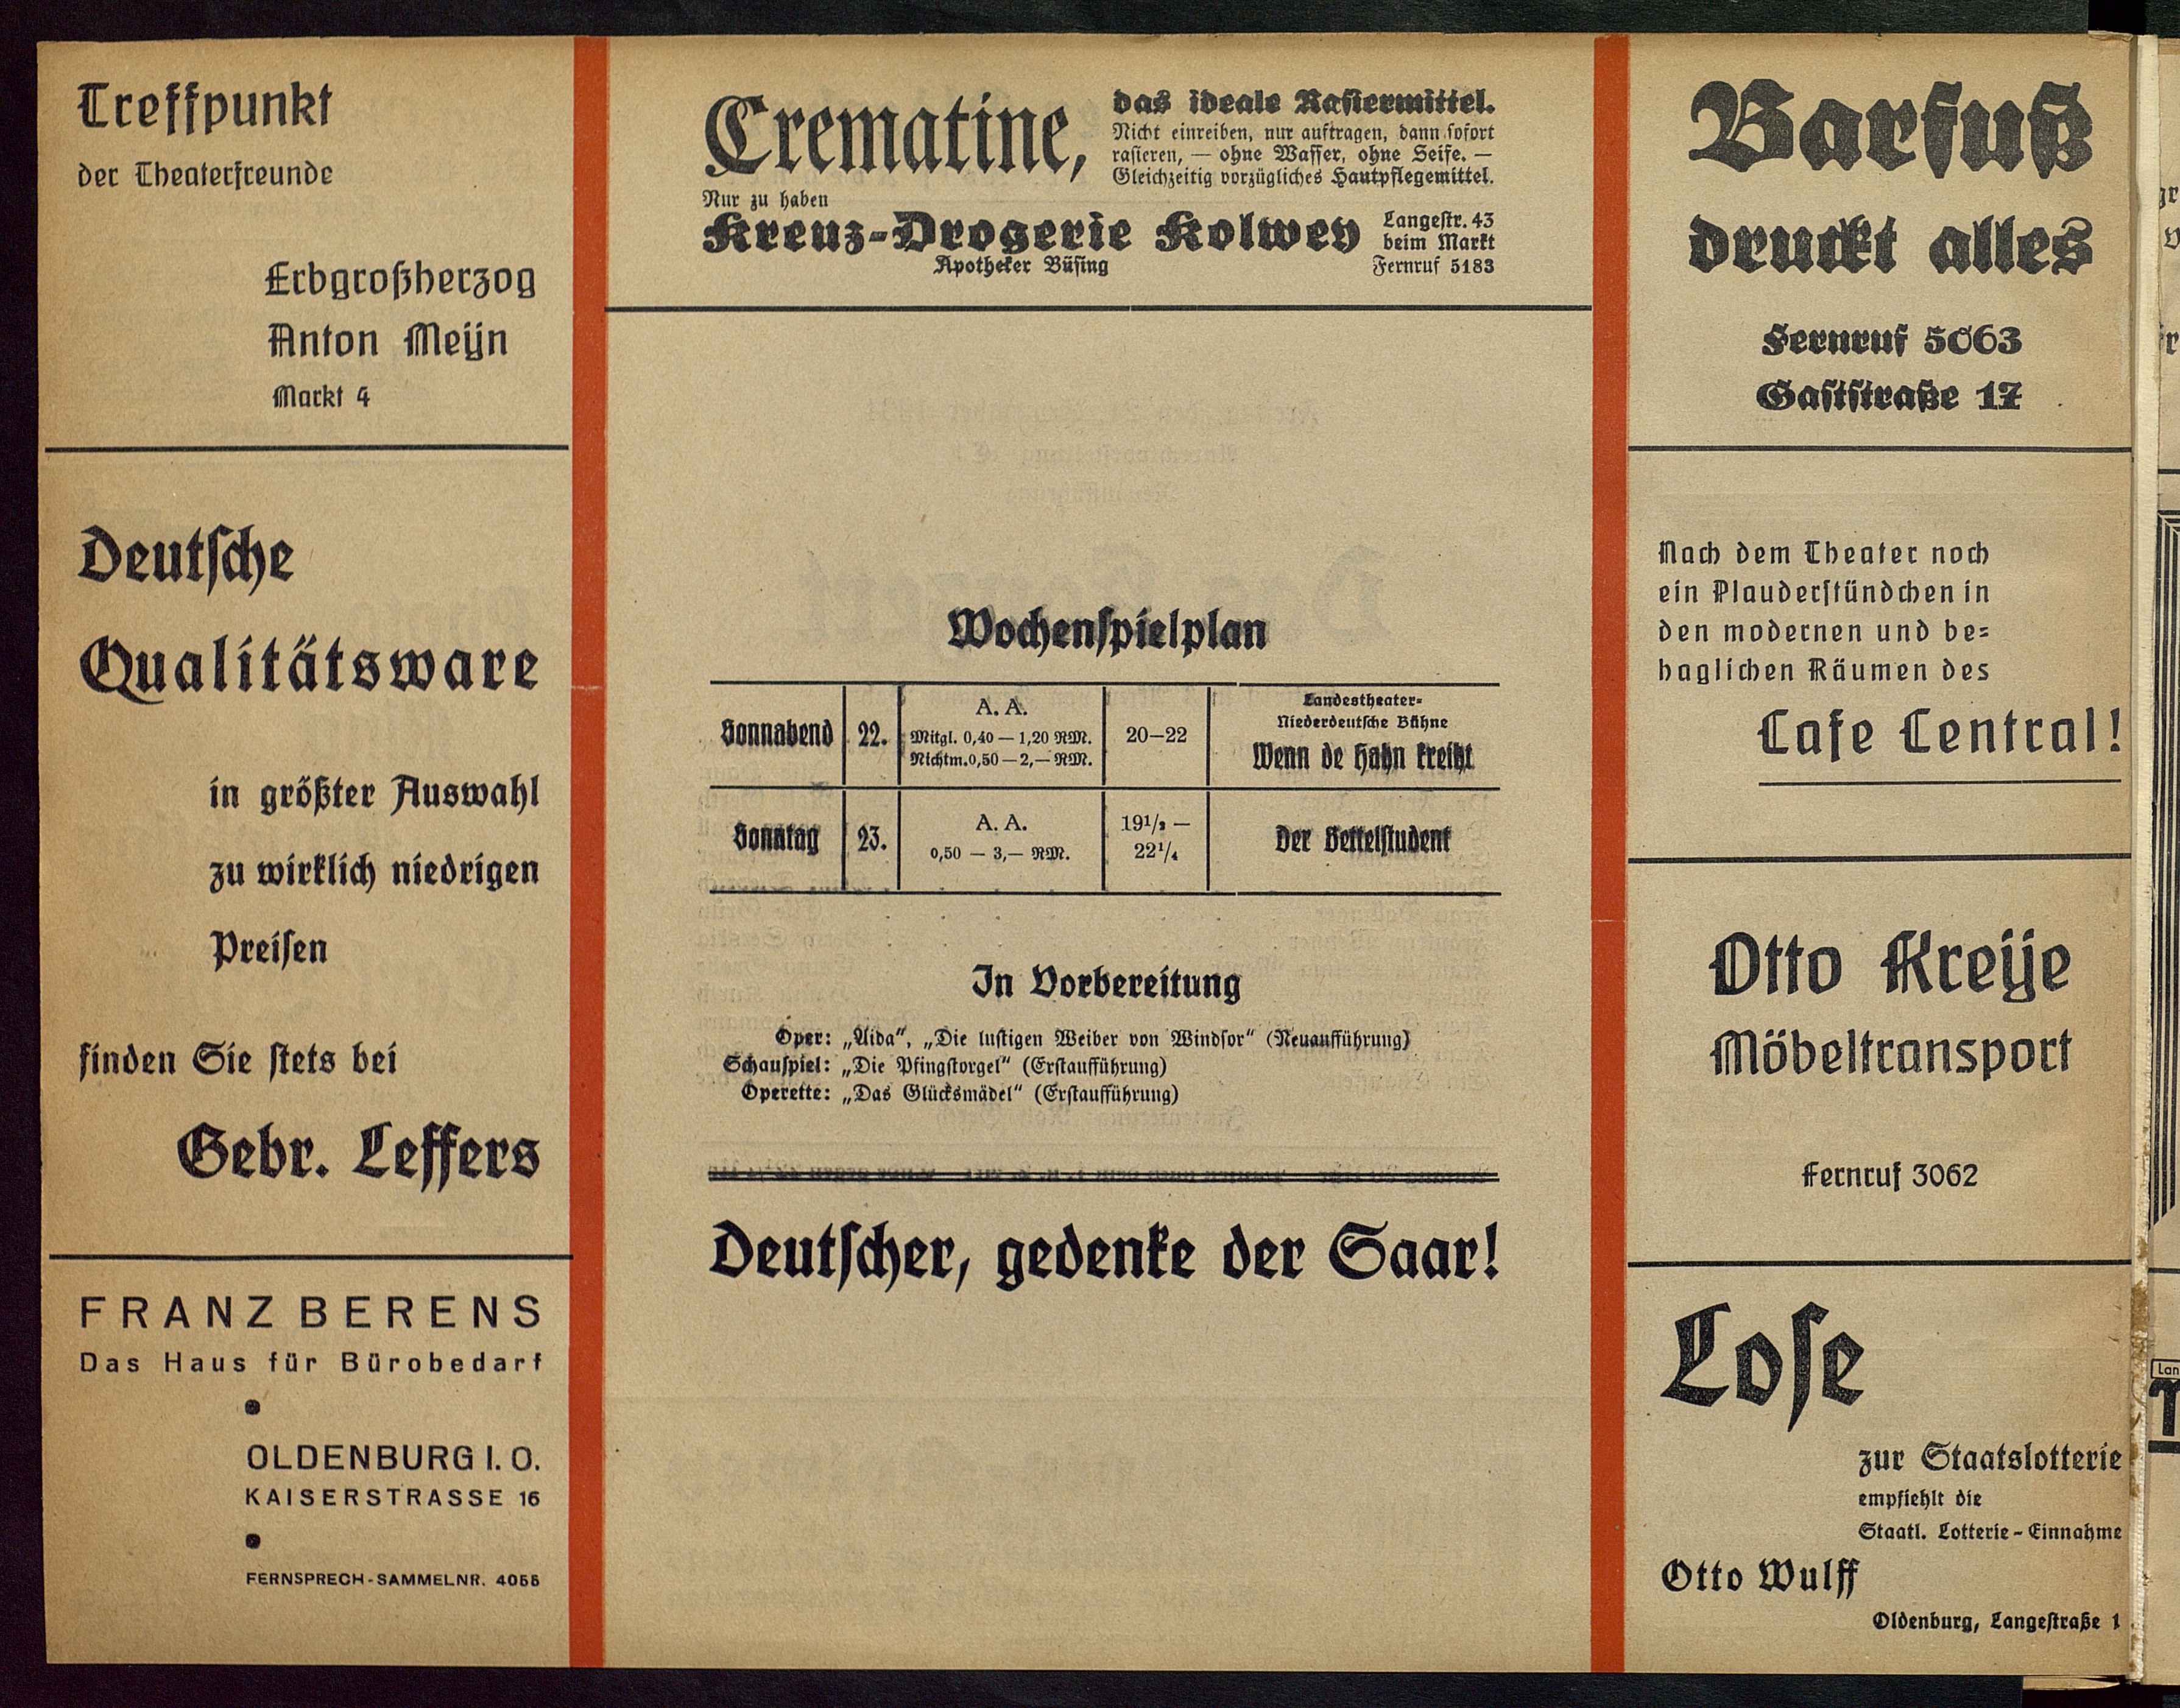 Treffpunkt
der Theaterfreunde
Erbgroßherzog
Anton Meijn
Markt 4
Deutsche
Qualitätsware
in größter Auswahl
zu wirklich niedrigen
Preisen
finden Sie stets bei
Gebr. Leffers
FRANZ BERENS
Das Haus für Bürobedarf
OLDENBURG I. O.
KAISERSTRASSE 16
FERNSPRECH-SAMMELNR. 4055
Crematine,
das ideale Rasiermittel.
Nicht einreiben, nur auftragen, dann sofort
rasieren, — ohne Wasser, ohne Seife. —
Gleichzeitig vorzügliches Hautpflegemittel.
Nur zu haben
Kreuz-Drogerie Kolwey
Langestr. 43
beim Markt
Apotheker Büsing
Fernruf 5183
Wochenspielplan
Sonnabend 22. A. A. Mitgl. 0,40 — 1,20 RM. Nichtm. 0,50 — 2,— RM. 20—22 Landestheater- Niederdeutsche Bühne Wenn de Hahn kreiht
Sonntag 23. A. A. 0,50 — 3,— RM. 19 1/2 — 22 1/4 Der Bettelstudent
In Vorbereitung
Oper: „Aida“, „Die lustigen Weiber von Windsor“ (Neuaufführung)
Schauspiel: „Die Pfingstorgel“ (Erstaufführung)
Operette: „Das Glücksmädel“ (Erstaufführung)
Deutscher, gedenke der Saar!
Barfuß
druckt alles
Fernruf 5063
Gaststraße 17
Nach dem Theater noch
ein Plauderstündchen in
den modernen und be=
haglichen Räumen des
Cafe Central!
Otto Kreije
Möbeltransport
Fernruf 3062
Lose
zur Staatslotterie
empfiehlt die
Staatl. Lotterie-Einnahme
Otto Wulff
Oldenburg, Langestraße 1